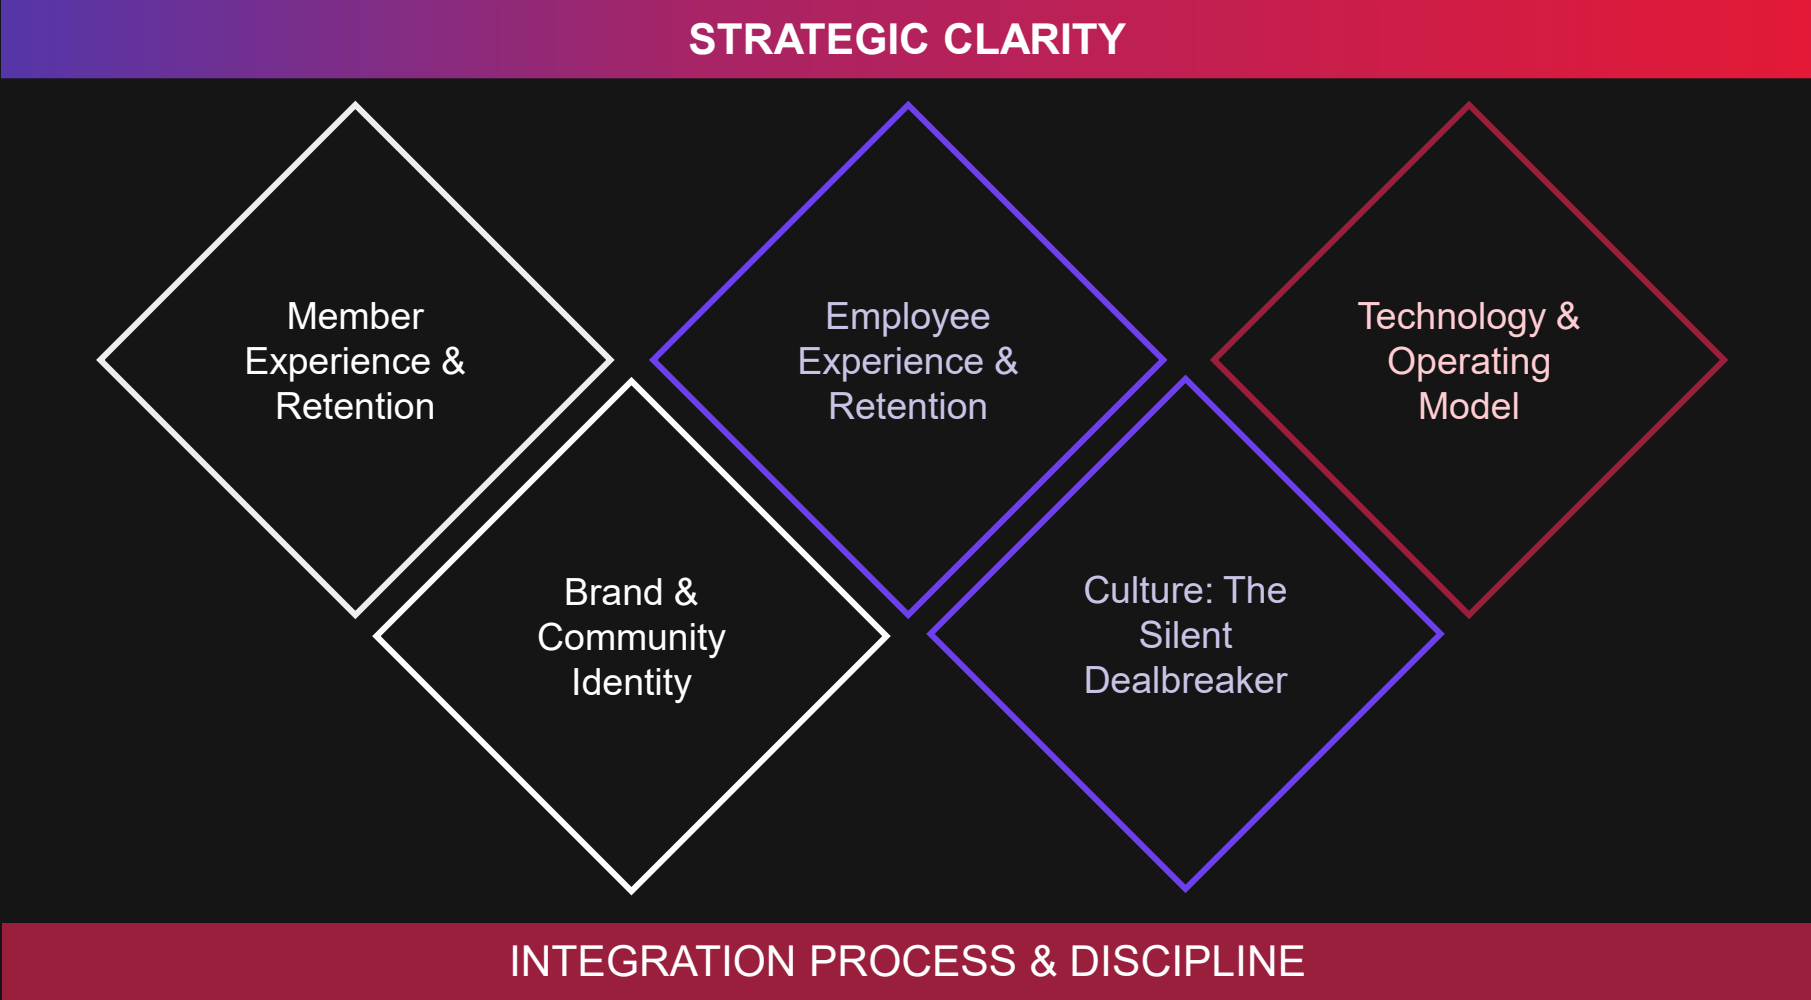 STRATEGIC CLARITY
Member
Experience &
Retention
Employee
Experience &
Retention
Technology &
Operating
Model
Brand &
Community
Identity
Culture: The
Silent
Dealbreaker
INTEGRATION PROCESS & DISCIPLINE